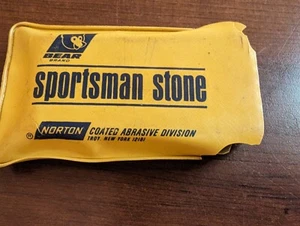 BEAR
BRAND
sportsman stone
® NORTON COATED ABRASIVE DIVISION
TROY, NEW YORK 12181